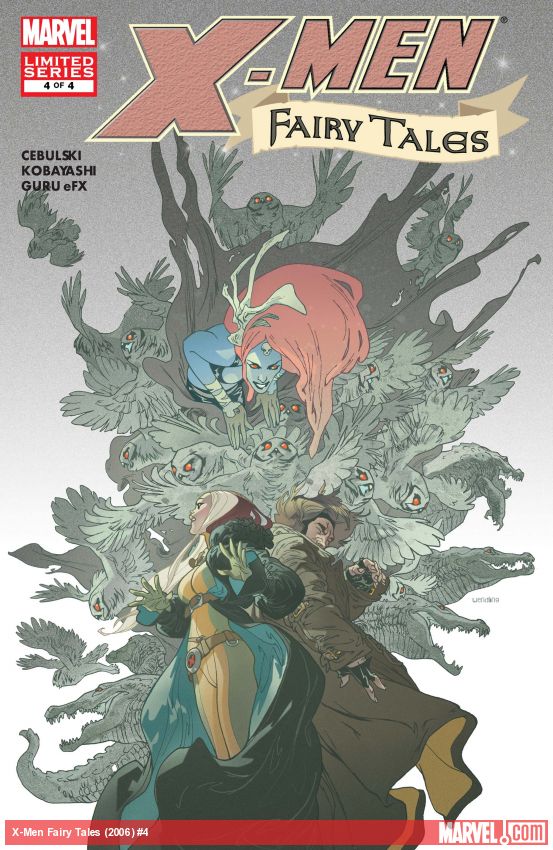 MARVEL
LIMITED
SERIES
4 OF 4
X-MEN®
FAIRY TALES
CEBULSKI
KOBAYASHI
GURU eFX
wendling
X-Men Fairy Tales (2006) #4
MARVEL.com